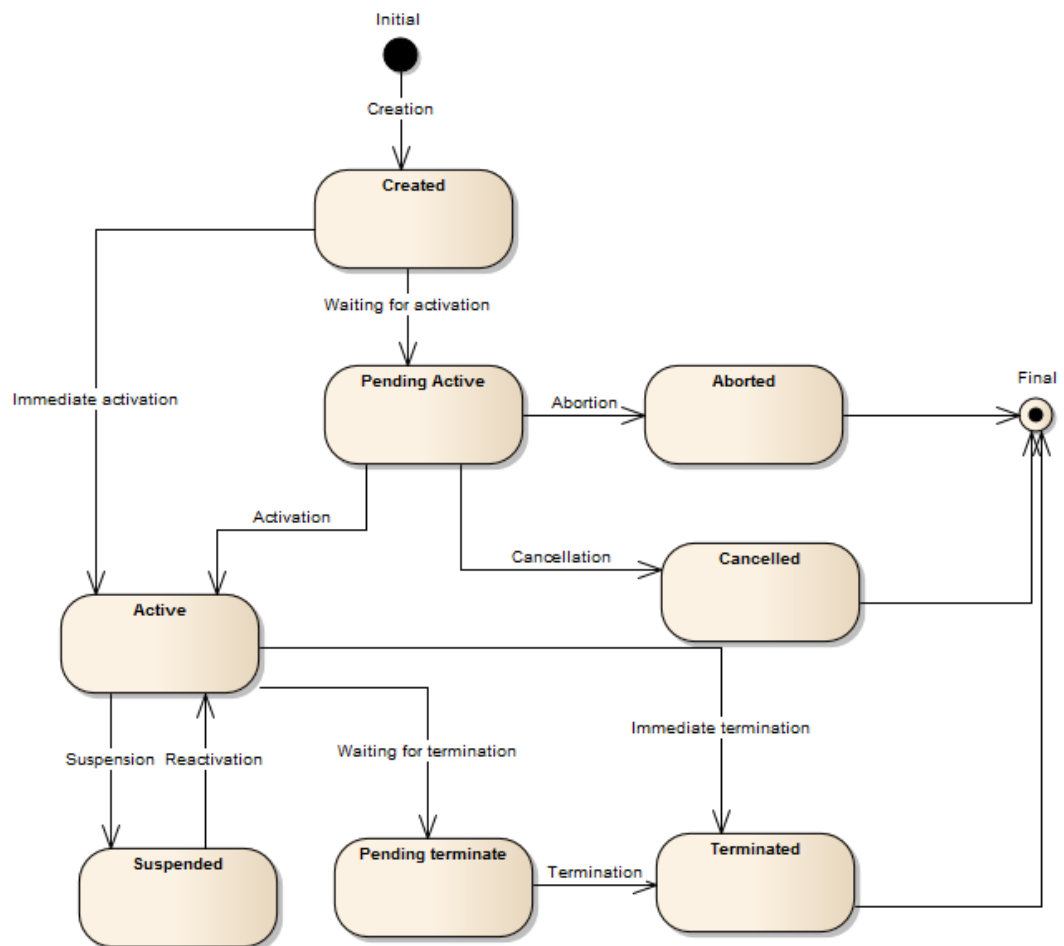 Initial
Creation
Created
Waiting for activation
Immediate activation
Pending Active
Abortion
Aborted
Final
Activation
Cancellation
Cancelled
Active
Suspension
Reactivation
Waiting for termination
Immediate termination
Suspended
Pending terminate
Termination
Terminated